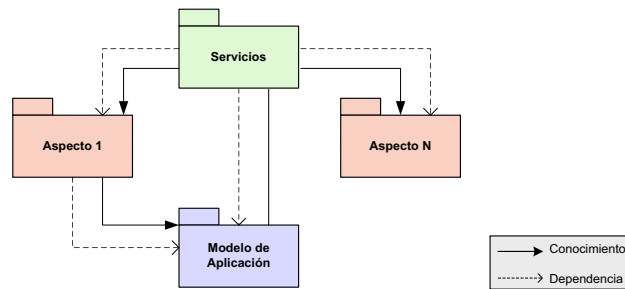 Servicios
Aspecto 1
Aspecto N
Modelo de
Aplicación
Conocimiento
Dependencia